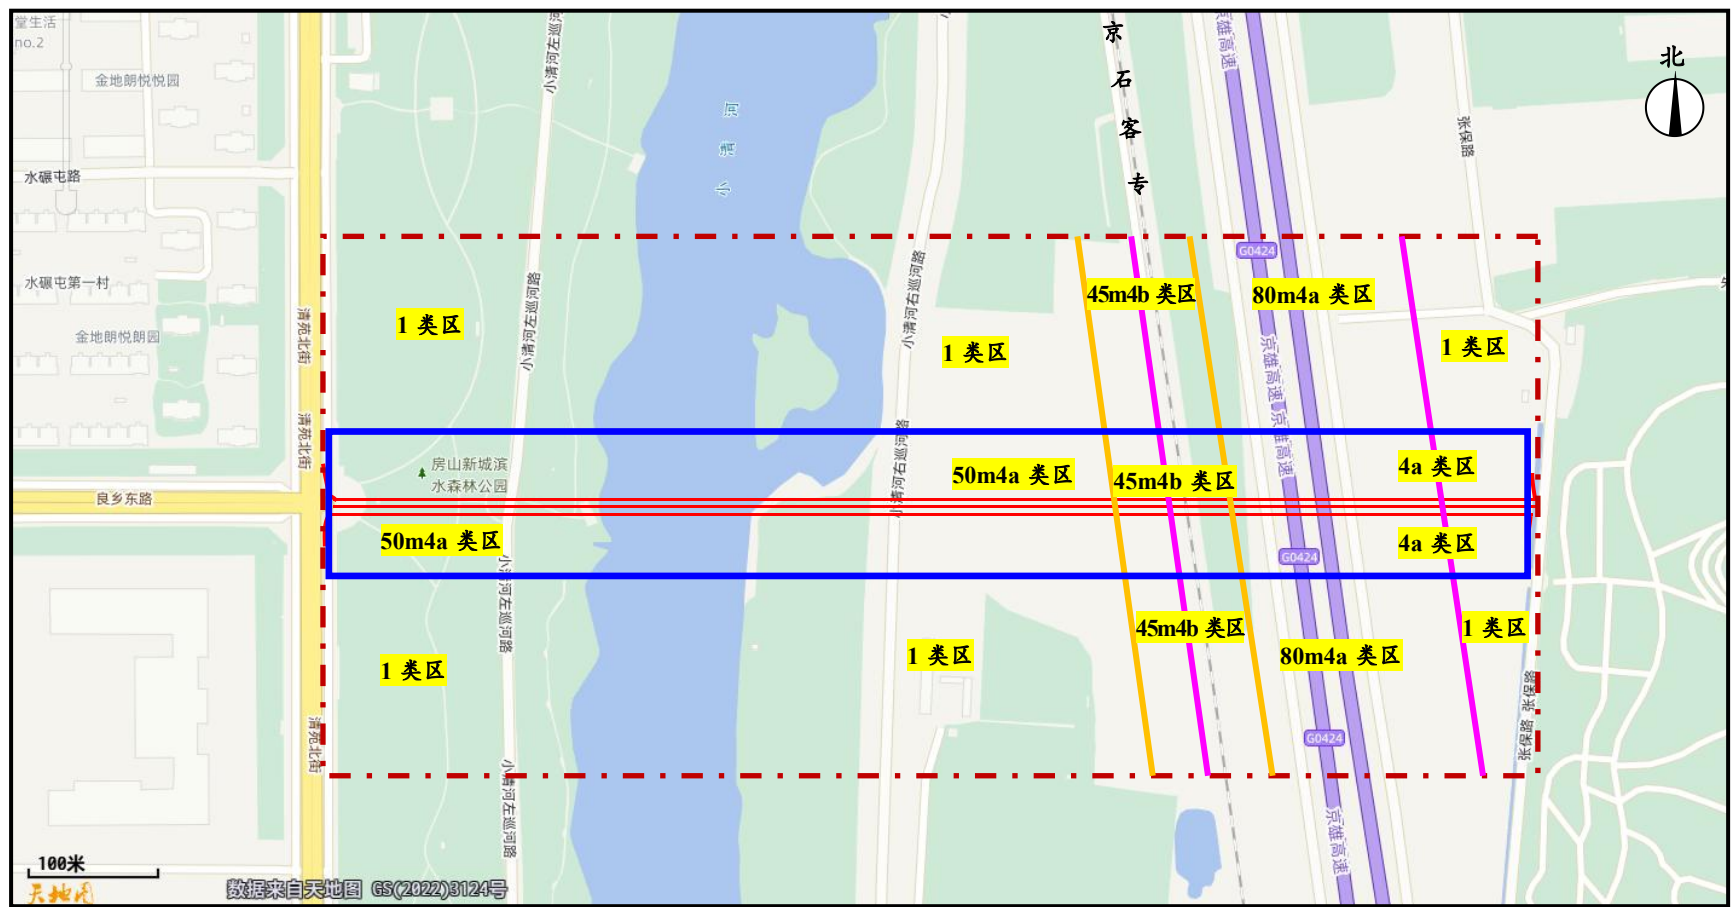 堂生活
no.2
金地朗悦悦园
水碾屯路
水碾屯第一村
金地朗悦朗园
清苑北街
清苑北街
良乡东路
清苑北街
小清河左巡河
小清河左巡河路
小清河左巡河路
小清河左巡河路
小清河
小清河右巡河路
小清河右巡河路
房山新城滨
水森林公园
京石客专
京雄高速
G0424
京雄高速
京雄高速
G0424
G0424
京雄高速
张保路
张保路
张保路
北
1 类区
1 类区
45m4b 类区
80m4a 类区
1 类区
50m4a 类区
45m4b 类区
4a 类区
50m4a 类区
4a 类区
1 类区
1 类区
45m4b 类区
80m4a 类区
1 类区
100米
天地图
数据来自天地图 GS(2022)3124号